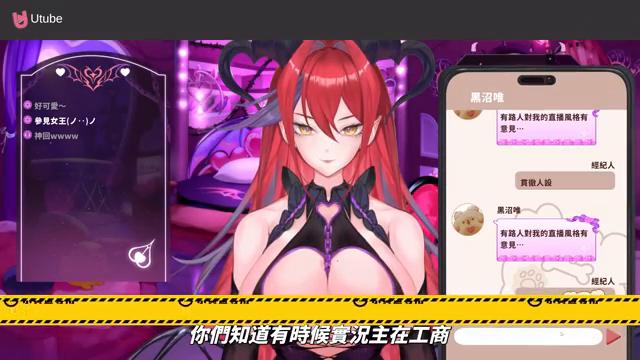 Utube
好可愛～
參見女王(ノ‥)ノ
神回wwww
黑沼唯
有路人對我的直播風格有
意見…
經紀人
貫徹人設
黑沼唯
有路人對我的直播風格有
意見…
經紀人
你們知道有時候實況主在工商